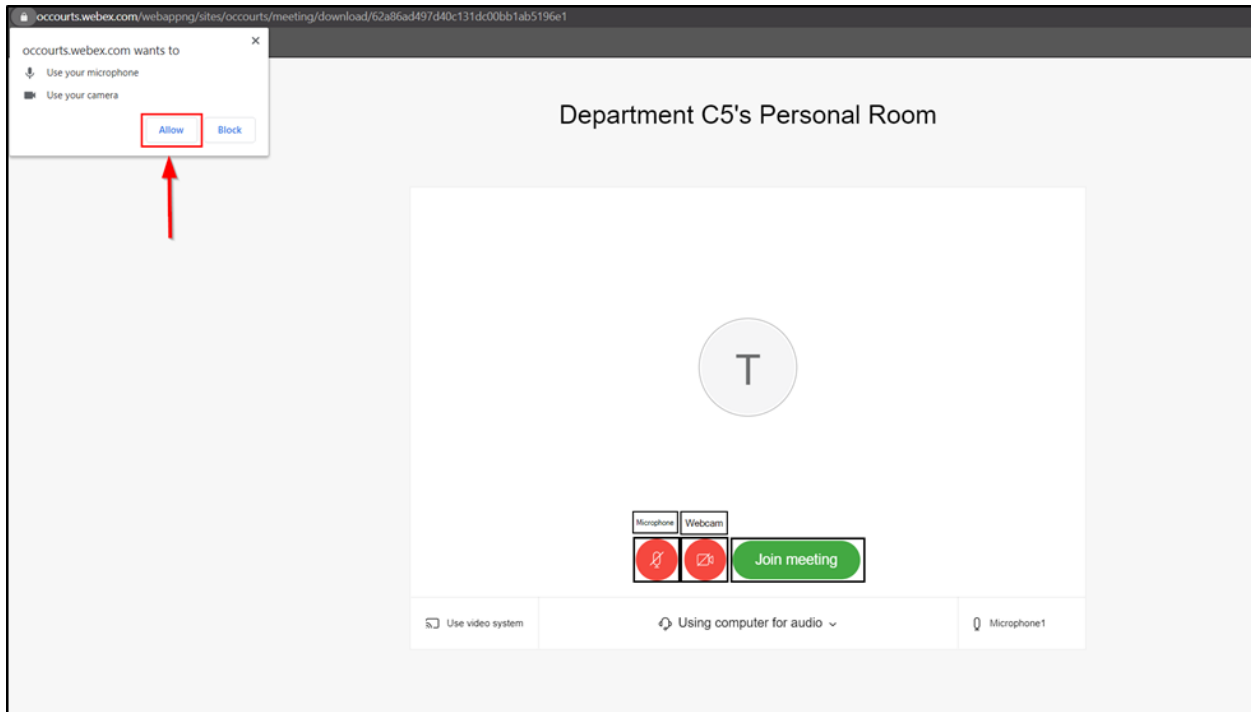 occourts.webex.com/webappng/sites/occourts/meeting/download/62a86ad497d40c131dc00bb1ab5196e1
occourts.webex.com wants to
Use your microphone
Use your camera
Allow Block
Department C5's Personal Room
T
Microphone Webcam
Join meeting
Use video system Using computer for audio Microphone1